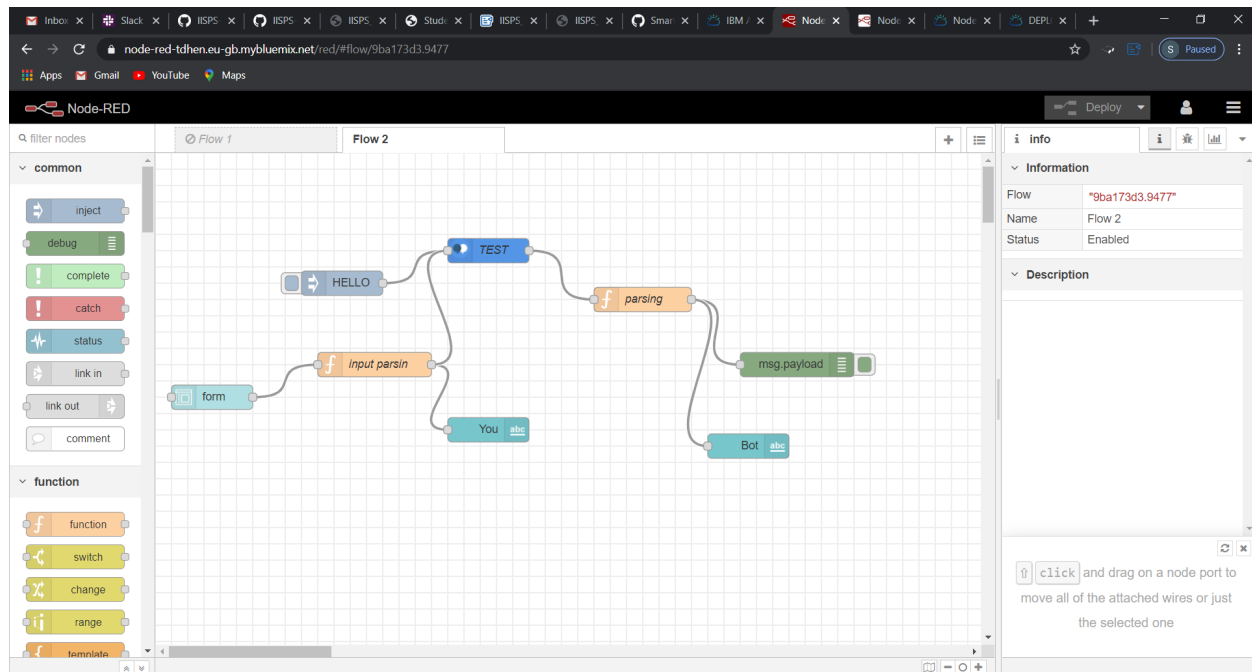 Inbox Slack IISPS- IISPS IISPS_ Stude IISPS_ IISPS_ Smar IBM / Node Node Node DEPL
node-red-tdhen.eu-gb.mybluemix.net/red/#flow/9ba173d3.9477 S Paused
Apps Gmail YouTube Maps
Node-RED Deploy
filter nodes Flow 1 Flow 2 i info
common Information
inject Flow "9ba173d3.9477"
Name Flow 2
debug Status Enabled
TEST
complete Description
HELLO
catch parsing
status
input parsin msg.payload
link in
form
link out
You abc
comment Bot abc
function
function
switch
click and drag on a node port to
change move all of the attached wires or just
range the selected one
template